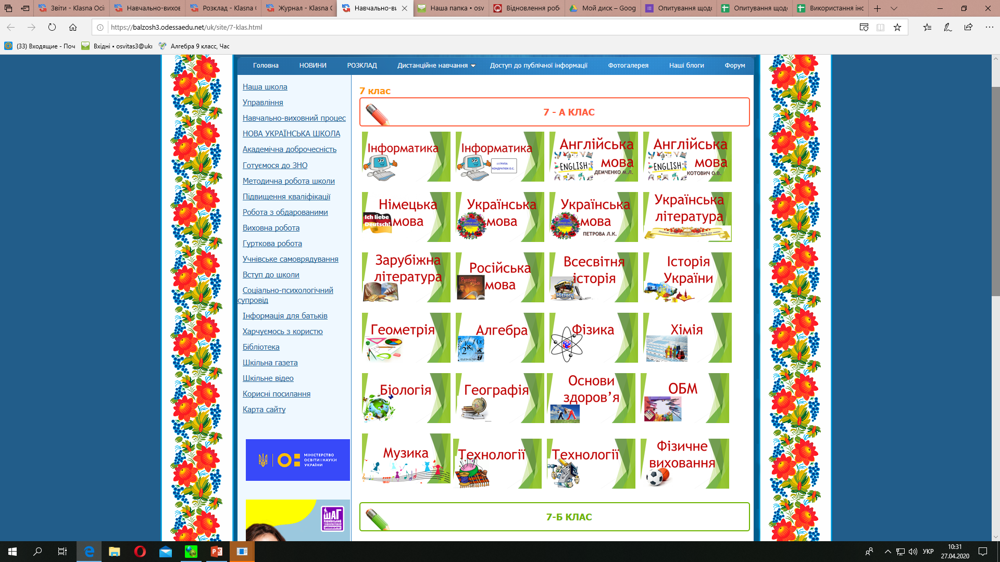 Звіти - Klasna Осі
Навчально-вихов
Розклад - Klasna
Журнал - Klasna
Навчально-ви
Наша папка • osv
Відновлення роб
Мой диск – Goog
Опитування щодо
Опитування щод
Використання інс
https://balzosh3.odessaedu.net/uk/site/7-klas.html
(33) Входящие - Поч
Вхідні • osvitas3@uk
Алгебра 9 класс, Час
Головна
НОВИНИ
РОЗКЛАД
Дистанційне навчання
Доступ до публічної інформації
Фотогалерея
Наші блоги
Форум
Наша школа
Управління
Навчально-виховний процес
НОВА УКРАЇНСЬКА ШКОЛА
Академічна доброчесність
Готуємося до ЗНО
Методична робота школи
Підвищення кваліфікації
Робота з обдарованими
Виховна робота
Гурткова робота
Учнівське самоврядування
Вступ до школи
Соціально-психологічний
супровід
Інформація для батьків
Харчуємось з користю
Бібліотека
Шкільна газета
Шкільне відео
Корисні посилання
Карта сайту
МІНІСТЕРСТВО
ОСВІТИ І НАУКИ
УКРАЇНИ
ШАГ
Харківський
технологічний
університет
7 клас
7 - А КЛАС
Інформатика
Інформатика
ІІ ГРУПА
КОНДРАТЮК О.С.
Англійська
мова
ENGLISH
ДЕМЧЕНКО М.Л.
Англійська
мова
ENGLISH
КОТОВИЧ О.В.
Німецька
мова
Ich liebe
Deutsch!
Українська
мова
Українська
мова
ПЕТРОВА Л.К.
Українська
література
Зарубіжна
література
Російська
мова
Русский
язык
Всесвітня
історія
History
Історія
України
Геометрія
Алгебра
Фізика
Хімія
Біологія
Географія
Основи
здоров’я
ОБМ
Музика
Технології
Технології
Фізичне
виховання
7-Б КЛАС
УКР
10:31
27.04.2020